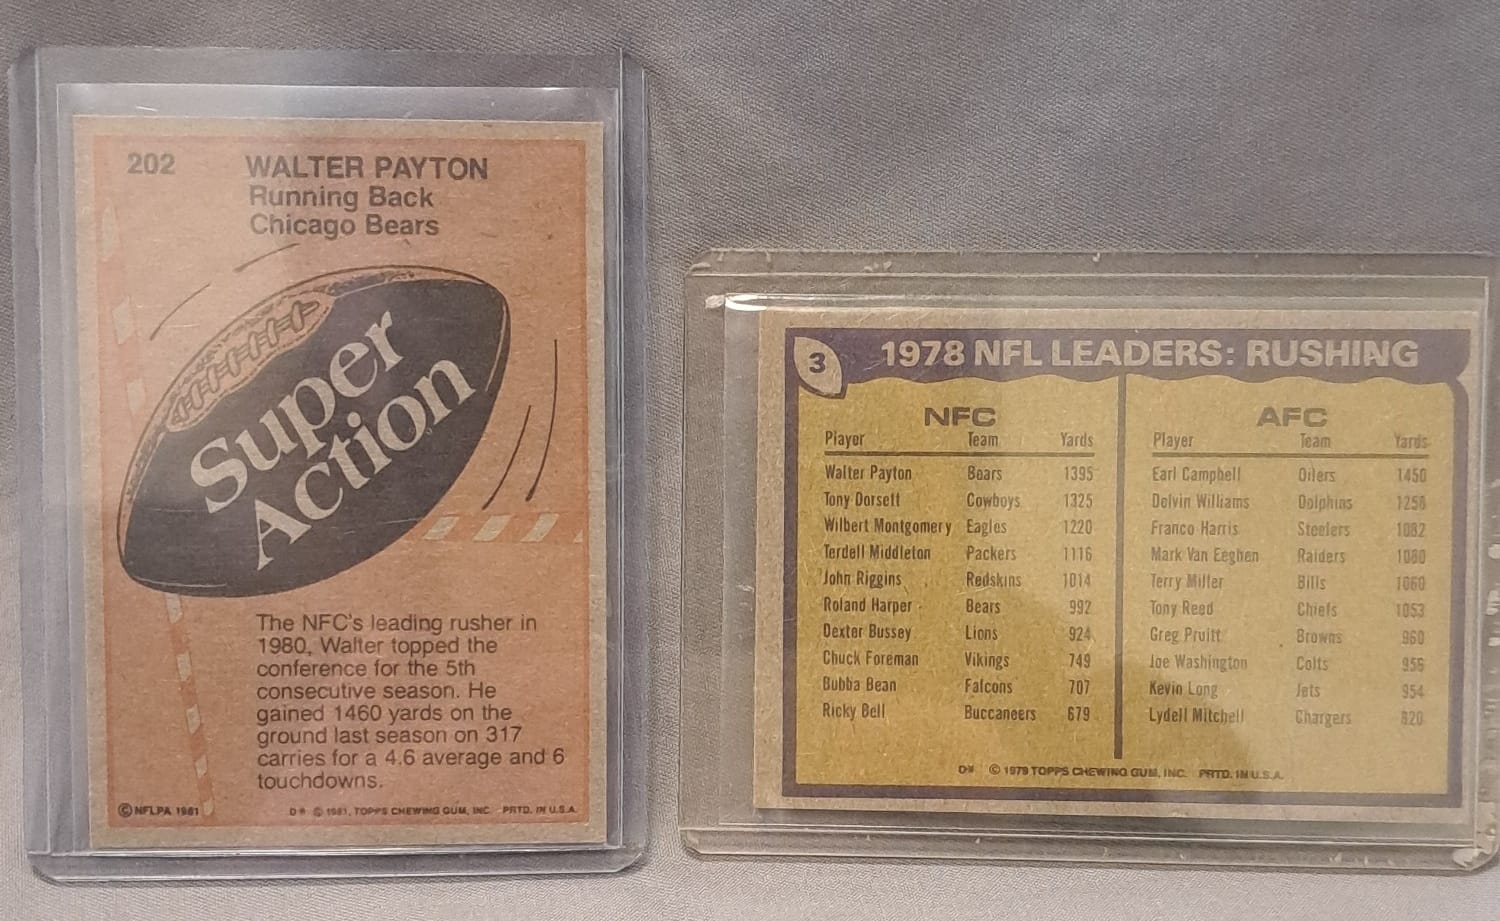 202
WALTER PAYTON
Running Back
Chicago Bears
Super
Action
The NFC's leading rusher in
1980, Walter topped the
conference for the 5th
consecutive season. He
gained 1460 yards on the
ground last season on 317
carries for a 4.6 average and 6
touchdowns.
© NFLPA 1981 D* © 1981, TOPPS CHEWING GUM, INC. PRTD. IN U.S.A.
3 1978 NFL LEADERS: RUSHING
NFC
Player Team Yards
Walter Payton Bears 1395
Tony Dorsett Cowboys 1325
Wilbert Montgomery Eagles 1220
Terdell Middleton Packers 1116
John Riggins Redskins 1014
Roland Harper Bears 992
Dexter Bussey Lions 924
Chuck Foreman Vikings 749
Bubba Bean Falcons 707
Ricky Bell Buccaneers 679
AFC
Player Team Yards
Earl Campbell Oilers 1450
Delvin Williams Dolphins 1258
Franco Harris Steelers 1082
Mark Van Eeghen Raiders 1080
Terry Miller Bills 1060
Tony Reed Chiefs 1053
Greg Pruitt Browns 960
Joe Washington Colts 956
Kevin Long Jets 954
Lydell Mitchell Chargers 820
D* © 1979 TOPPS CHEWING GUM, INC. PRTD. IN U.S.A.